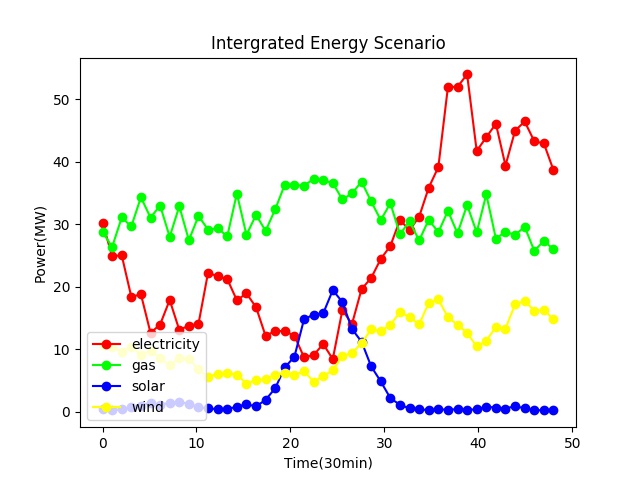 Intergrated Energy Scenario
Power(MW)
50
40
30
20
10
0
electricity
gas
solar
wind
0 10 20 30 40 50
Time(30min)